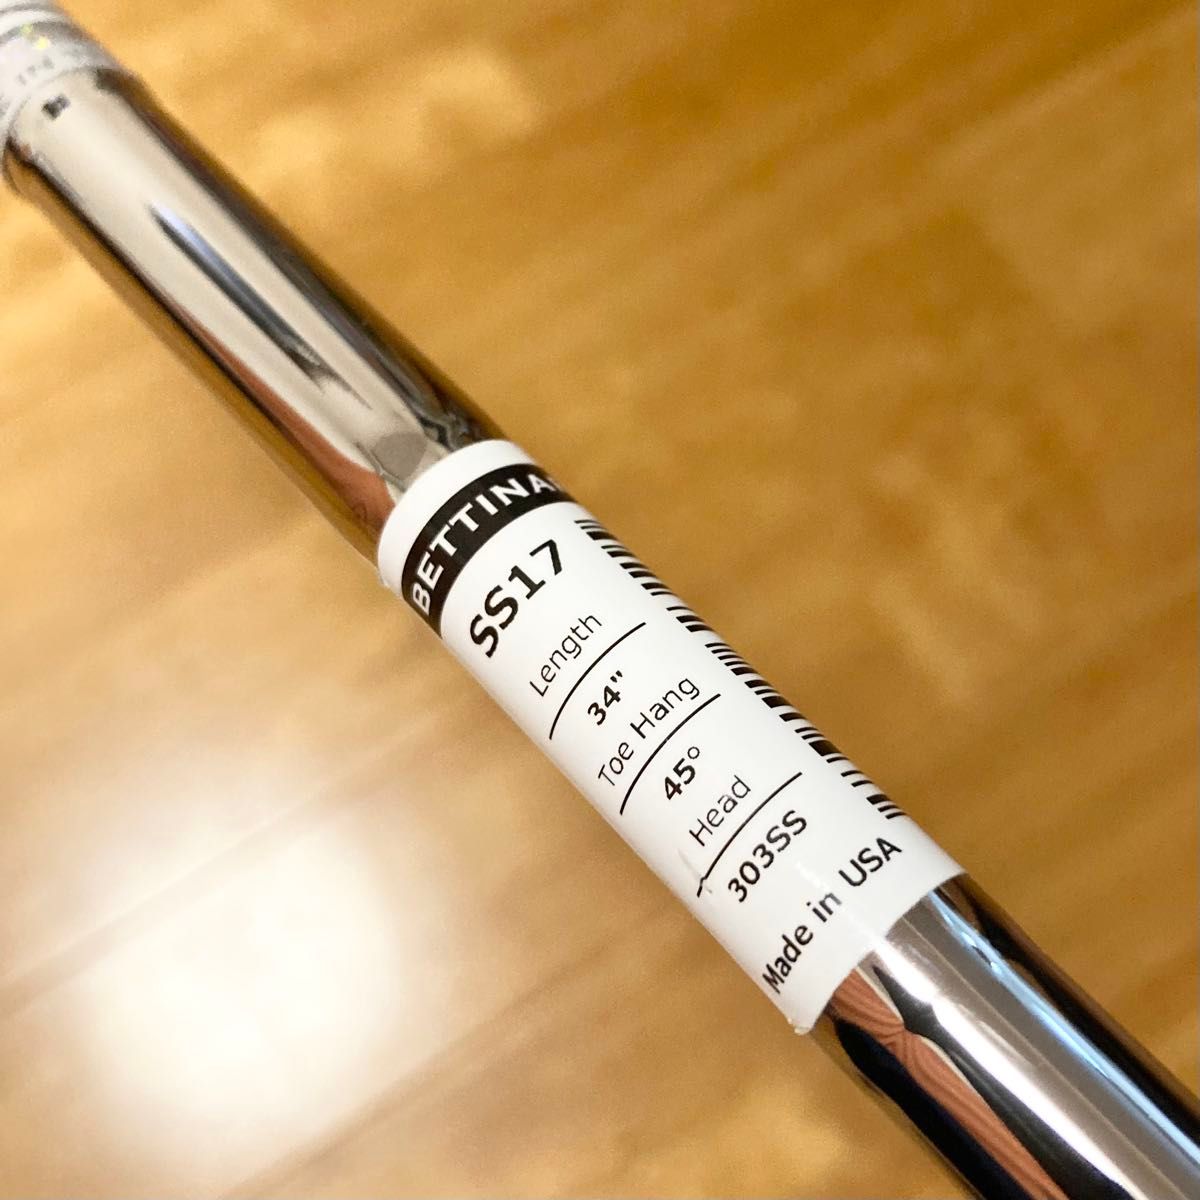 BETTINA
SS17
Length
34"
Toe Hang
45°
Head
303SS
Made in USA